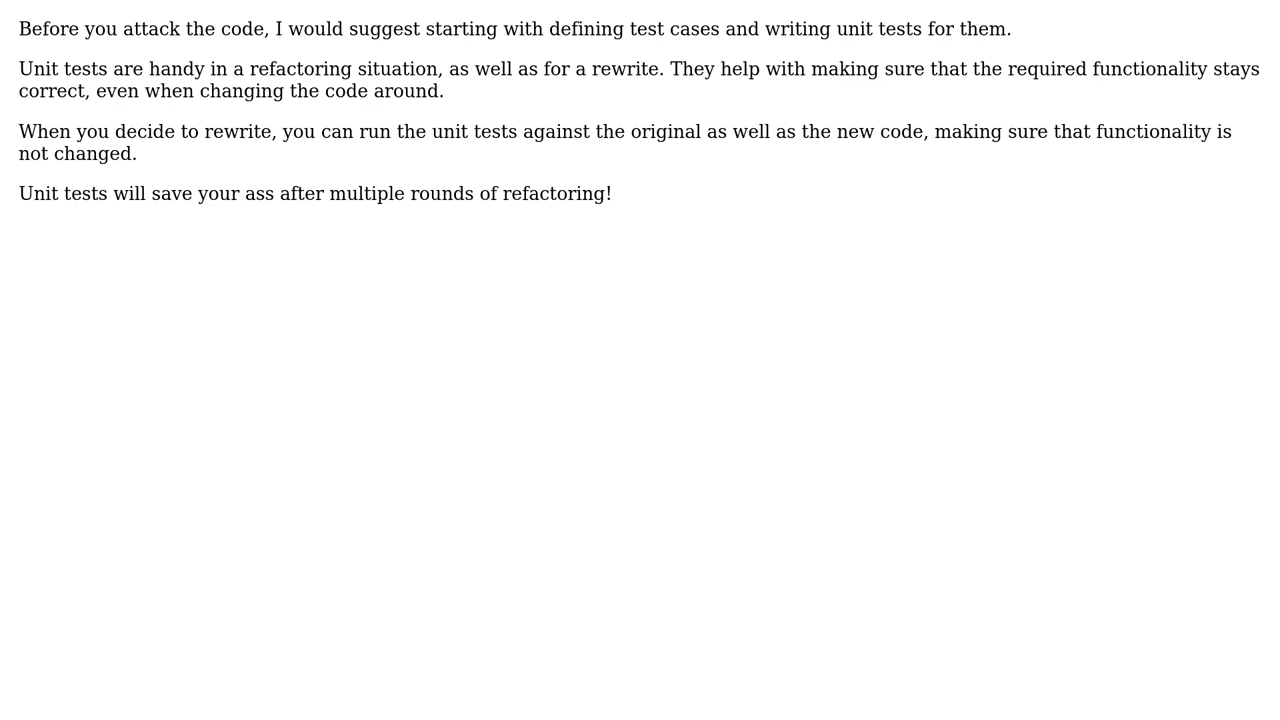 Before you attack the code, I would suggest starting with defining test cases and writing unit tests for them.
Unit tests are handy in a refactoring situation, as well as for a rewrite. They help with making sure that the required functionality stays
correct, even when changing the code around.
When you decide to rewrite, you can run the unit tests against the original as well as the new code, making sure that functionality is
not changed.
Unit tests will save your ass after multiple rounds of refactoring!